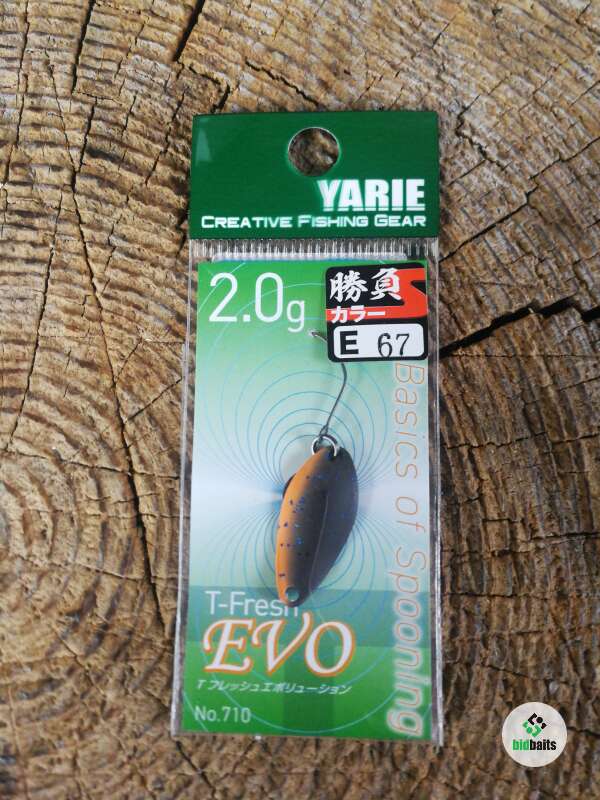 YARIE
CREATIVE FISHING GEAR
2.0g
勝負
カラー
E 67
Basics of Spooning
T-Fresh
EVO
T フレッシュエボリューション
No.710
bidbaits